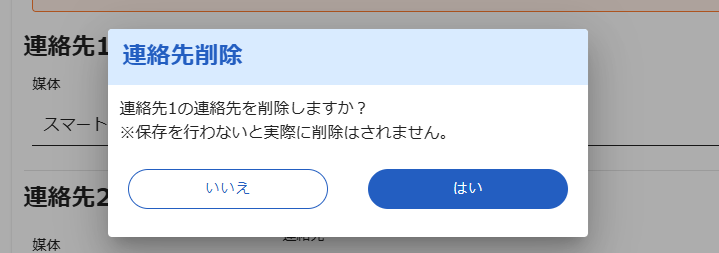 連絡先1
連絡先削除
媒体
連絡先1の連絡先を削除しますか？
スマート
※保存を行わないと実際に削除はされません。
いいえ
はい
連絡先2
媒体
連絡先